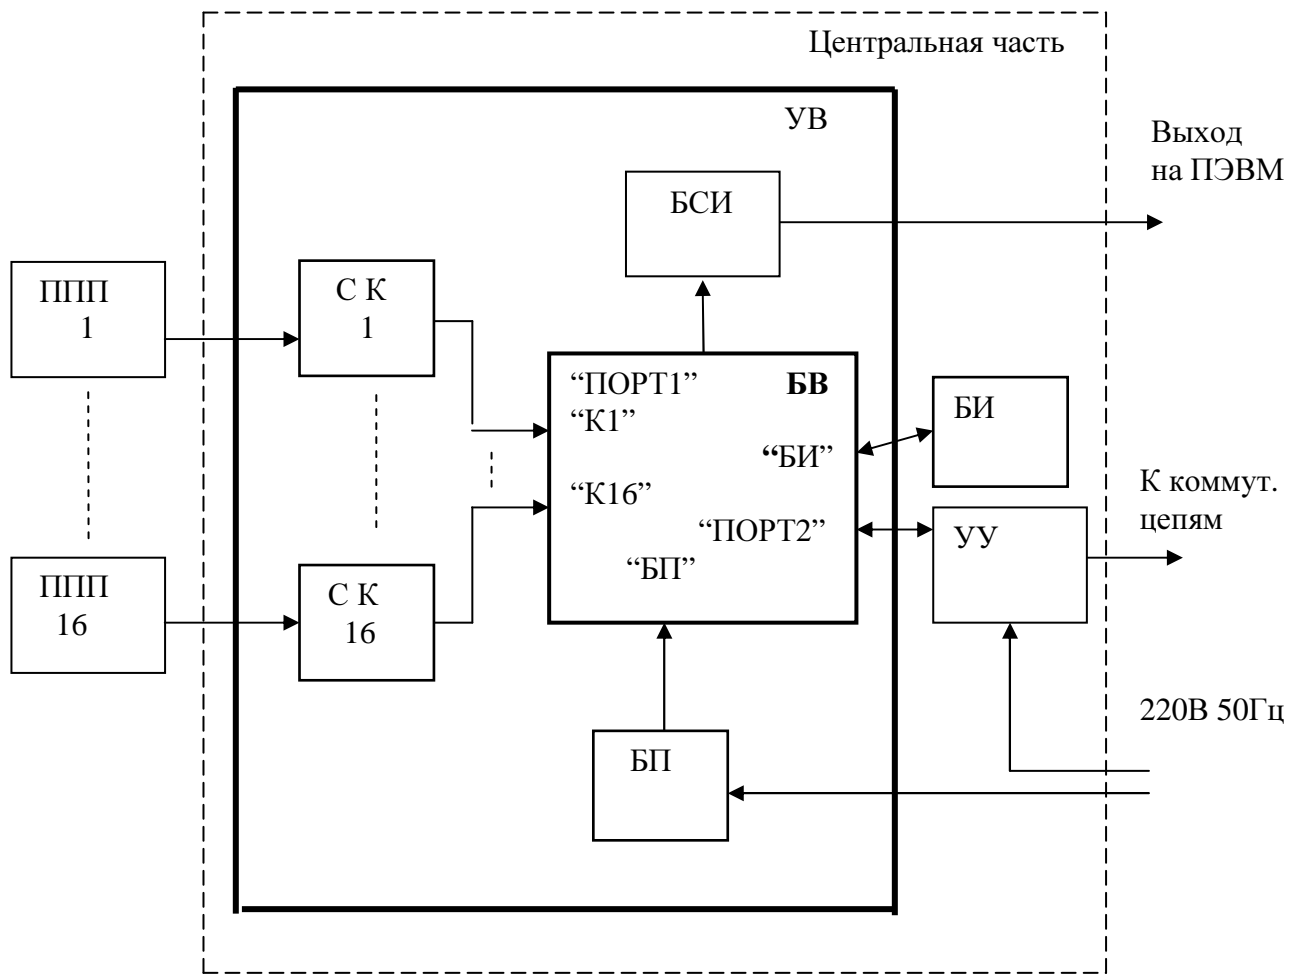 Центральная часть
УВ
Выход
на ПЭВМ
БСИ
ППП
1
С К
1
“ПОРТ1”
БВ
“К1”
“БИ”
“К16”
“ПОРТ2”
“БП”
БИ
К коммут.
цепям
УУ
ППП
16
С К
16
220В 50Гц
БП